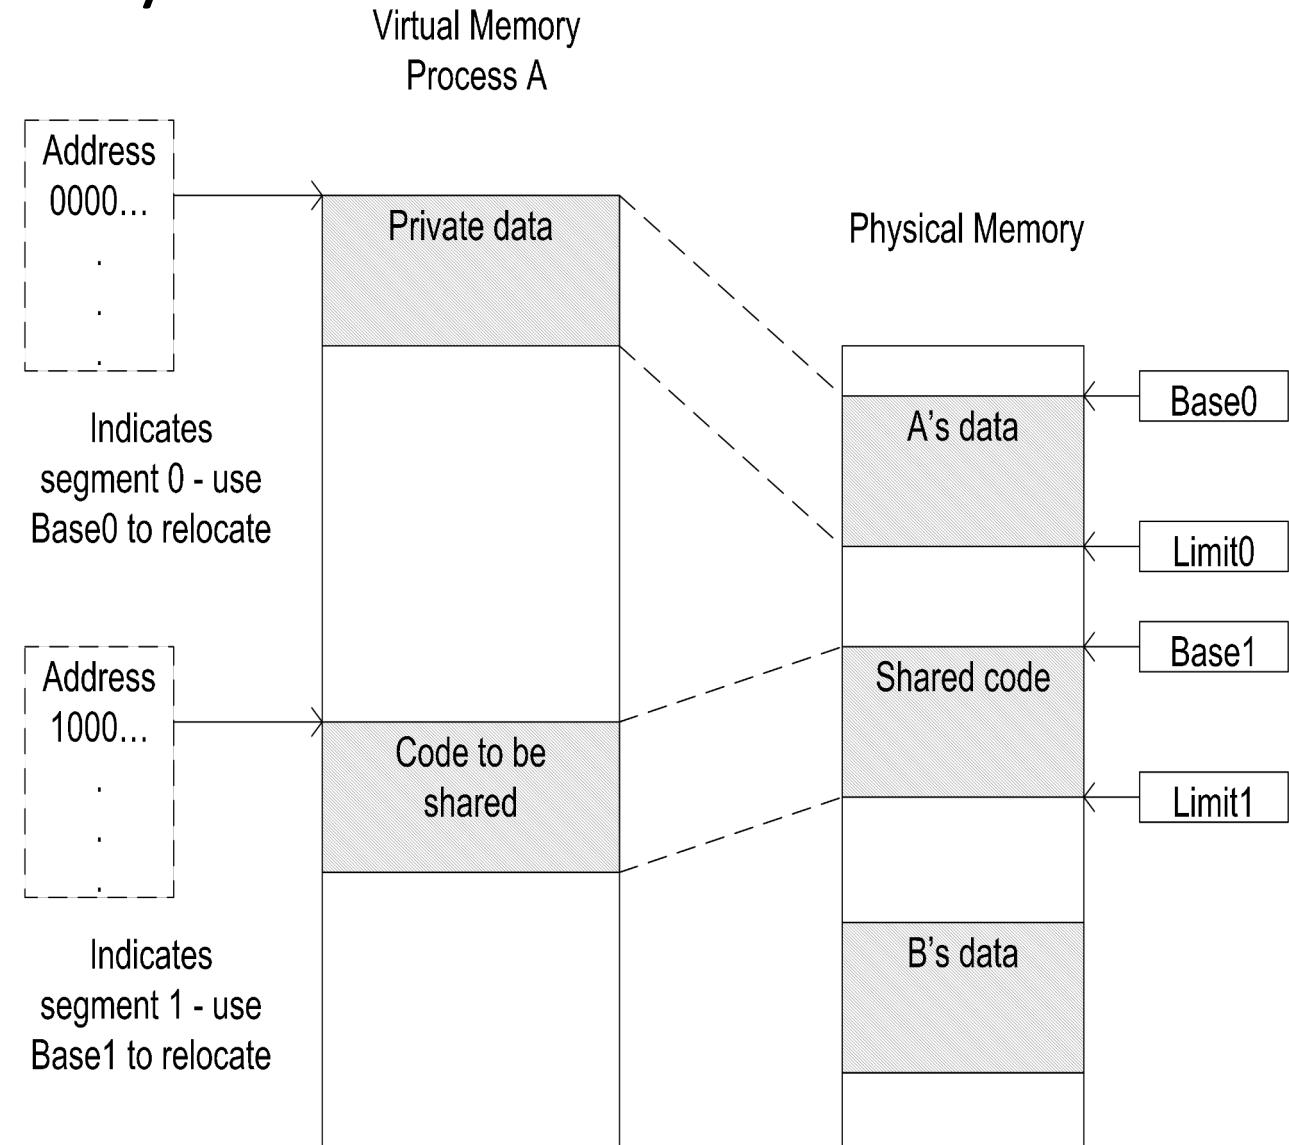 Virtual Memory
Process A
Address
0000...
.
.
.
Private data
Physical Memory
Base0
A's data
Indicates
segment 0 - use
Base0 to relocate
Limit0
Base1
Address
1000...
.
.
.
Shared code
Code to be
shared
Limit1
B's data
Indicates
segment 1 - use
Base1 to relocate